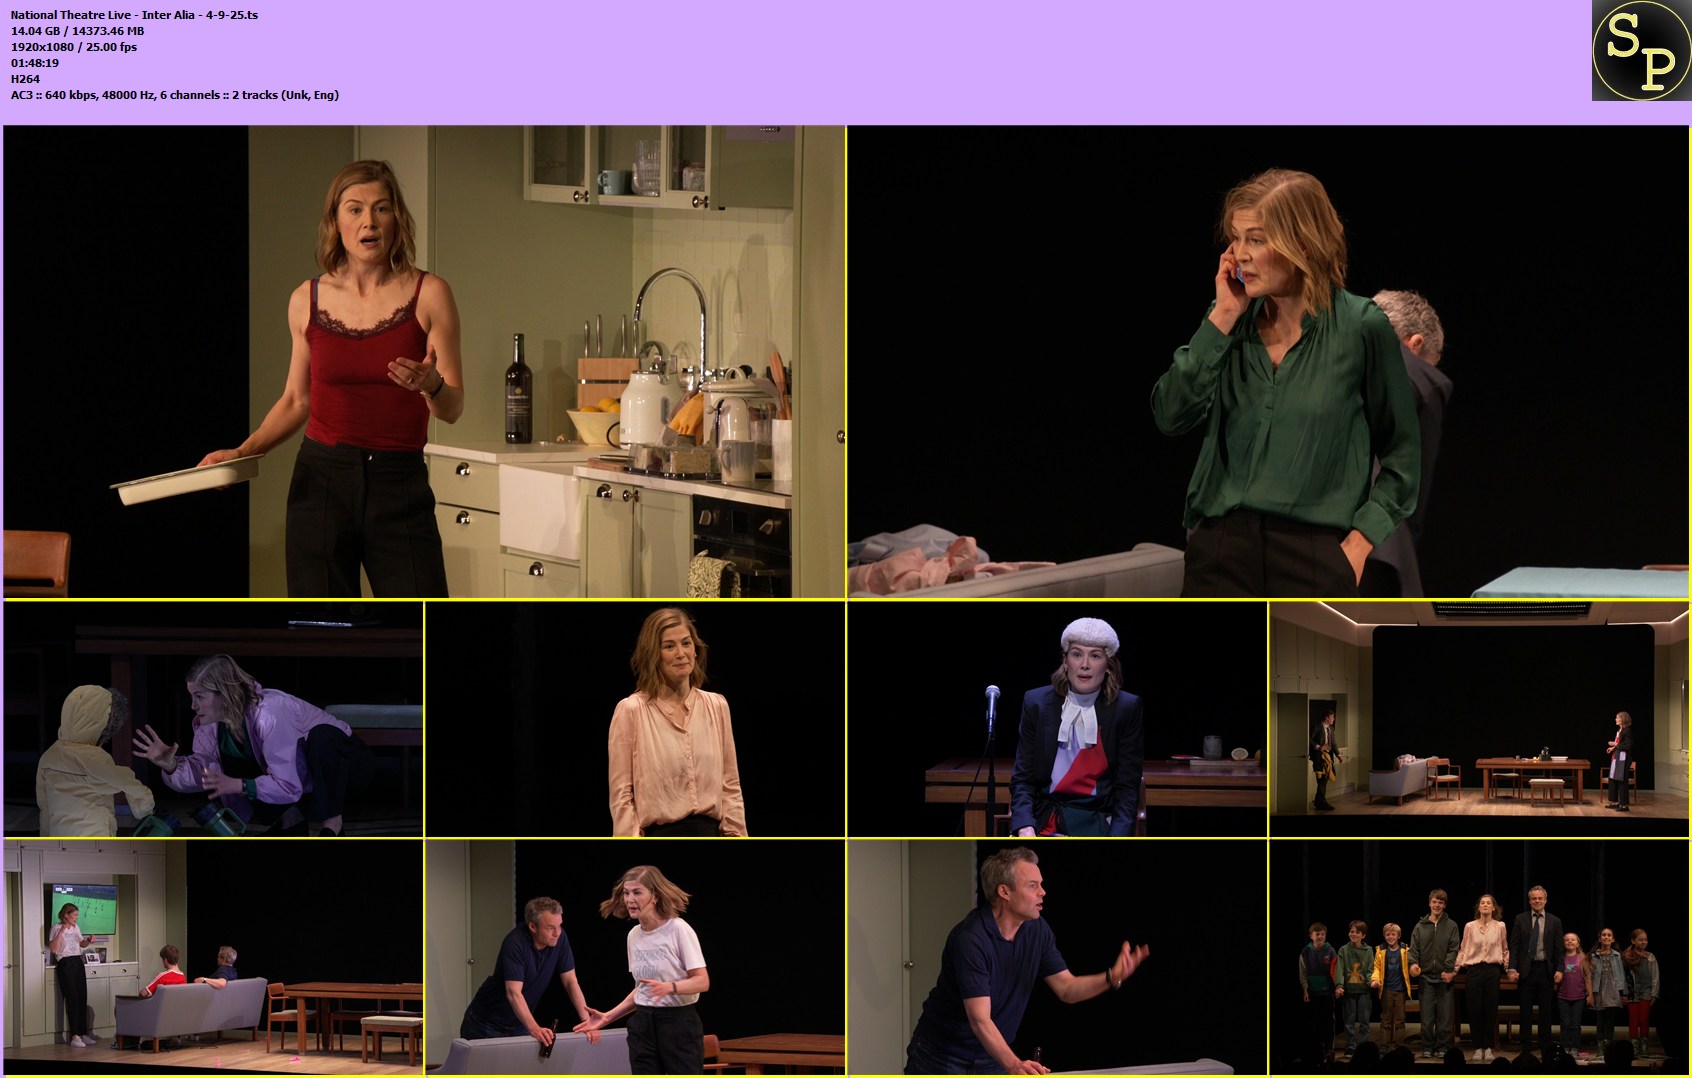 National Theatre Live - Inter Alia - 4-9-25.ts
14.04 GB / 14373.46 MB
1920x1080 / 25.00 fps
01:48:19
H264
AC3 :: 640 kbps, 48000 Hz, 6 channels :: 2 tracks (Unk, Eng)
SP